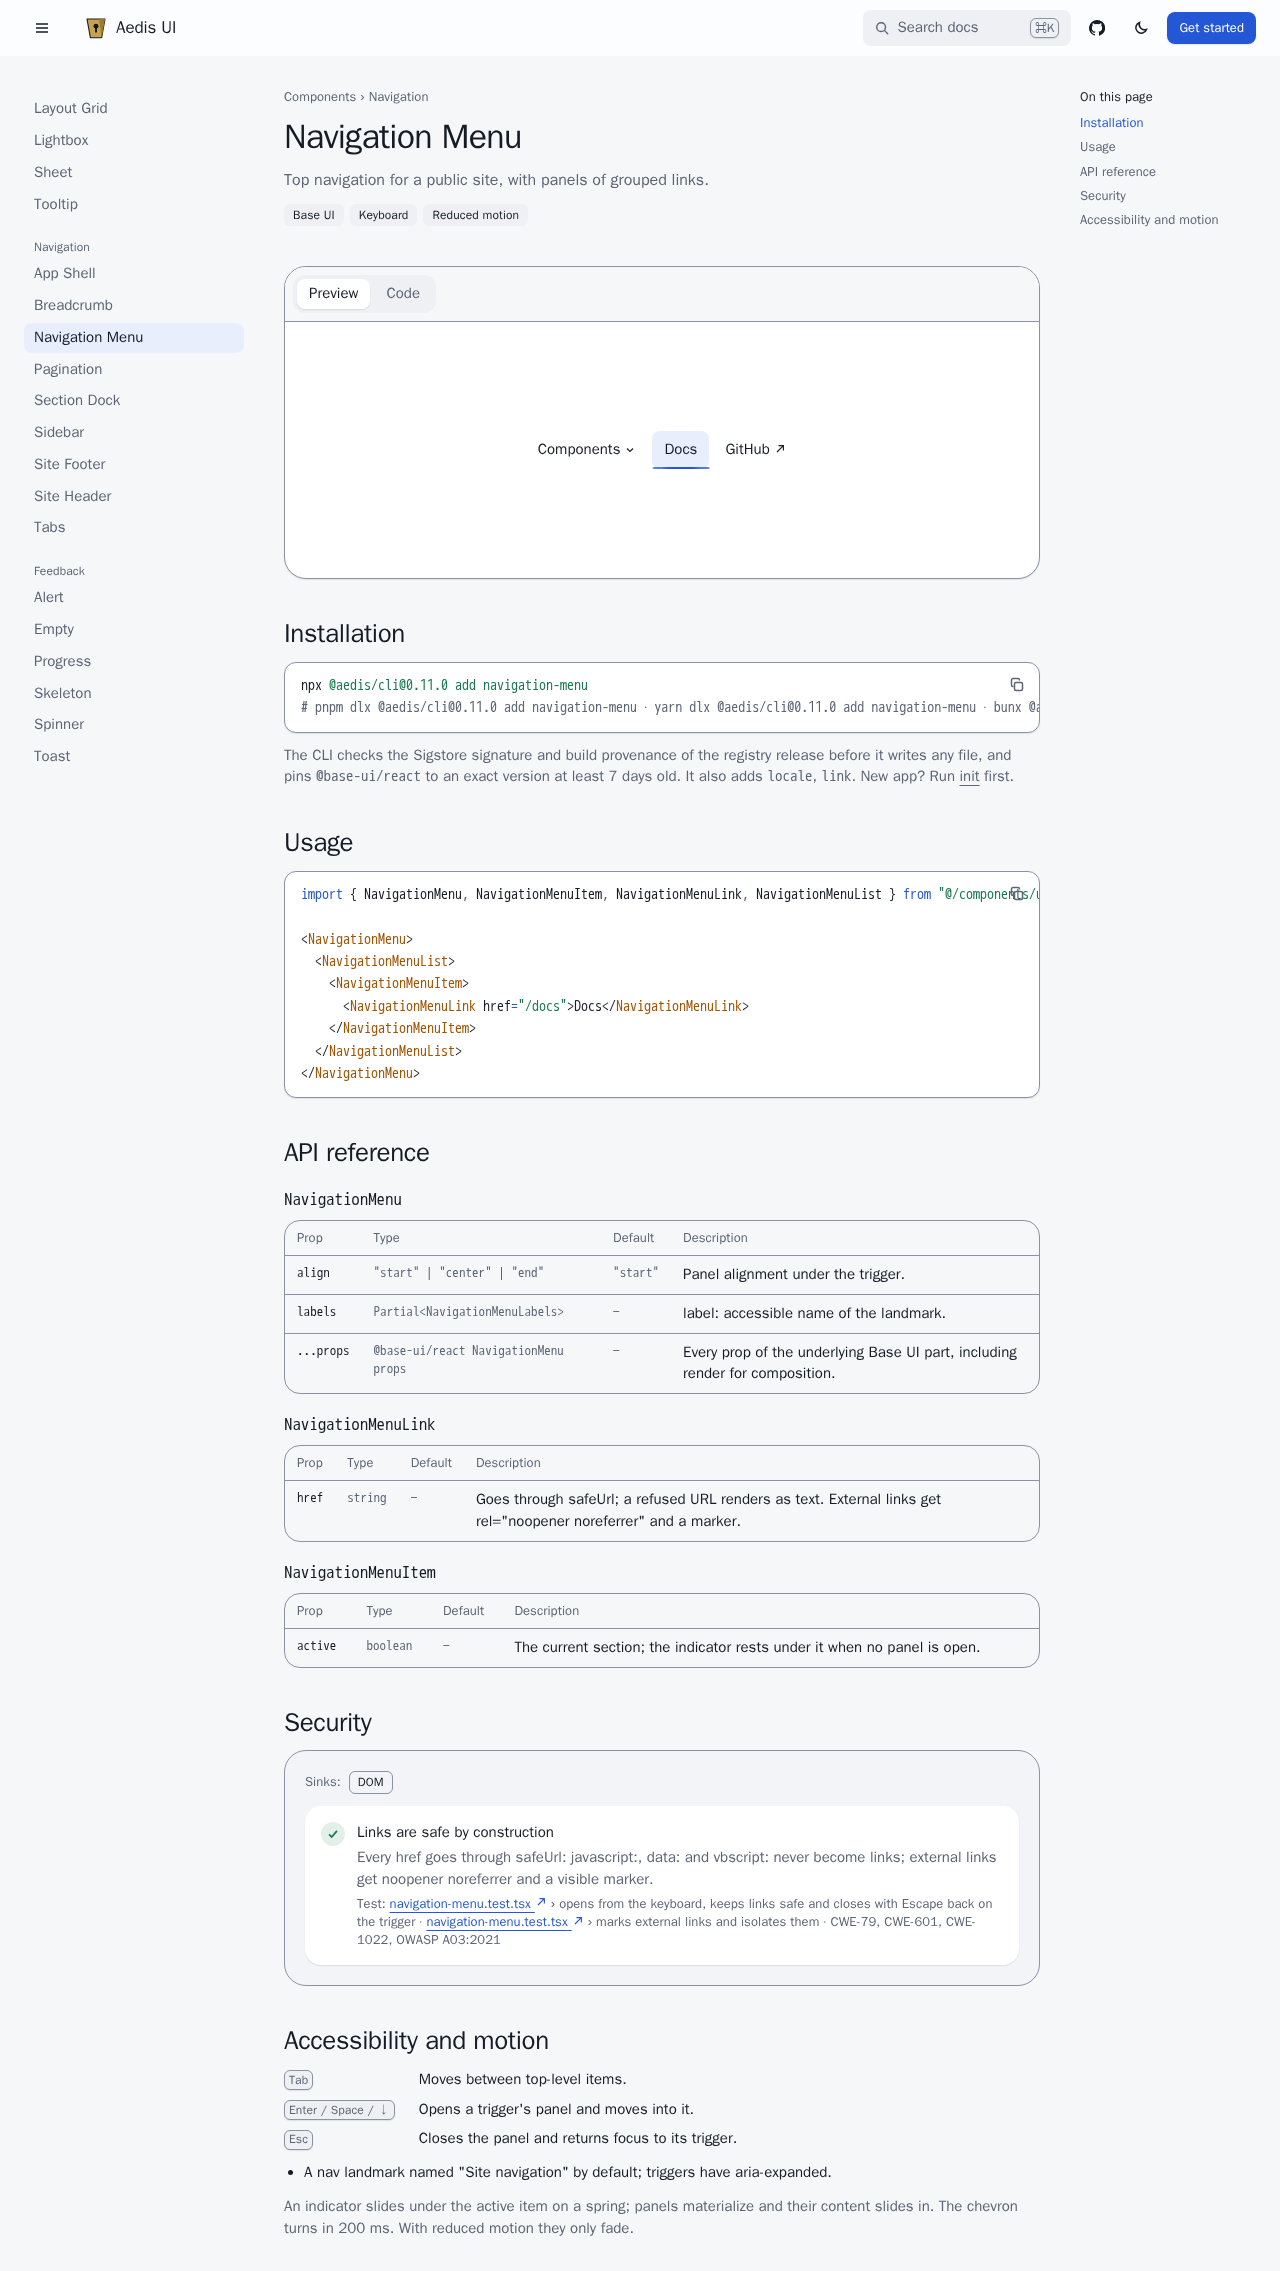 Aedis UI
Search docs
⌘K
Get started
Layout Grid
Lightbox
Sheet
Tooltip
Navigation
App Shell
Breadcrumb
Navigation Menu
Pagination
Section Dock
Sidebar
Site Footer
Site Header
Tabs
Feedback
Alert
Empty
Progress
Skeleton
Spinner
Toast
Components › Navigation
Navigation Menu
Top navigation for a public site, with panels of grouped links.
Base UI
Keyboard
Reduced motion
Preview
Code
Components
Docs
GitHub ↗
Installation
npx @aedis/cli@0.11.0 add navigation-menu
# pnpm dlx @aedis/cli@0.11.0 add navigation-menu · yarn dlx @aedis/cli@0.11.0 add navigation-menu · bunx @a
The CLI checks the Sigstore signature and build provenance of the registry release before it writes any file, and
pins @base-ui/react to an exact version at least 7 days old. It also adds locale, link. New app? Run init first.
Usage
import { NavigationMenu, NavigationMenuItem, NavigationMenuLink, NavigationMenuList } from "@/components/u
<NavigationMenu>
<NavigationMenuList>
<NavigationMenuItem>
<NavigationMenuLink href="/docs">Docs</NavigationMenuLink>
</NavigationMenuItem>
</NavigationMenuList>
</NavigationMenu>
API reference
NavigationMenu
Prop Type Default Description
align "start" | "center" | "end" "start" Panel alignment under the trigger.
labels Partial<NavigationMenuLabels> — label: accessible name of the landmark.
...props @base-ui/react NavigationMenu — Every prop of the underlying Base UI part, including
props render for composition.
NavigationMenuLink
Prop Type Default Description
href string — Goes through safeUrl; a refused URL renders as text. External links get
rel="noopener noreferrer" and a marker.
NavigationMenuItem
Prop Type Default Description
active boolean — The current section; the indicator rests under it when no panel is open.
Security
Sinks: DOM
Links are safe by construction
Every href goes through safeUrl: javascript:, data: and vbscript: never become links; external links
get noopener noreferrer and a visible marker.
Test: navigation-menu.test.tsx ↗ › opens from the keyboard, keeps links safe and closes with Escape back on
the trigger · navigation-menu.test.tsx ↗ › marks external links and isolates them · CWE-79, CWE-601, CWE-
1022, OWASP A03:2021
Accessibility and motion
Tab Moves between top-level items.
Enter / Space / ↓ Opens a trigger's panel and moves into it.
Esc Closes the panel and returns focus to its trigger.
• A nav landmark named "Site navigation" by default; triggers have aria-expanded.
An indicator slides under the active item on a spring; panels materialize and their content slides in. The chevron
turns in 200 ms. With reduced motion they only fade.
On this page
Installation
Usage
API reference
Security
Accessibility and motion